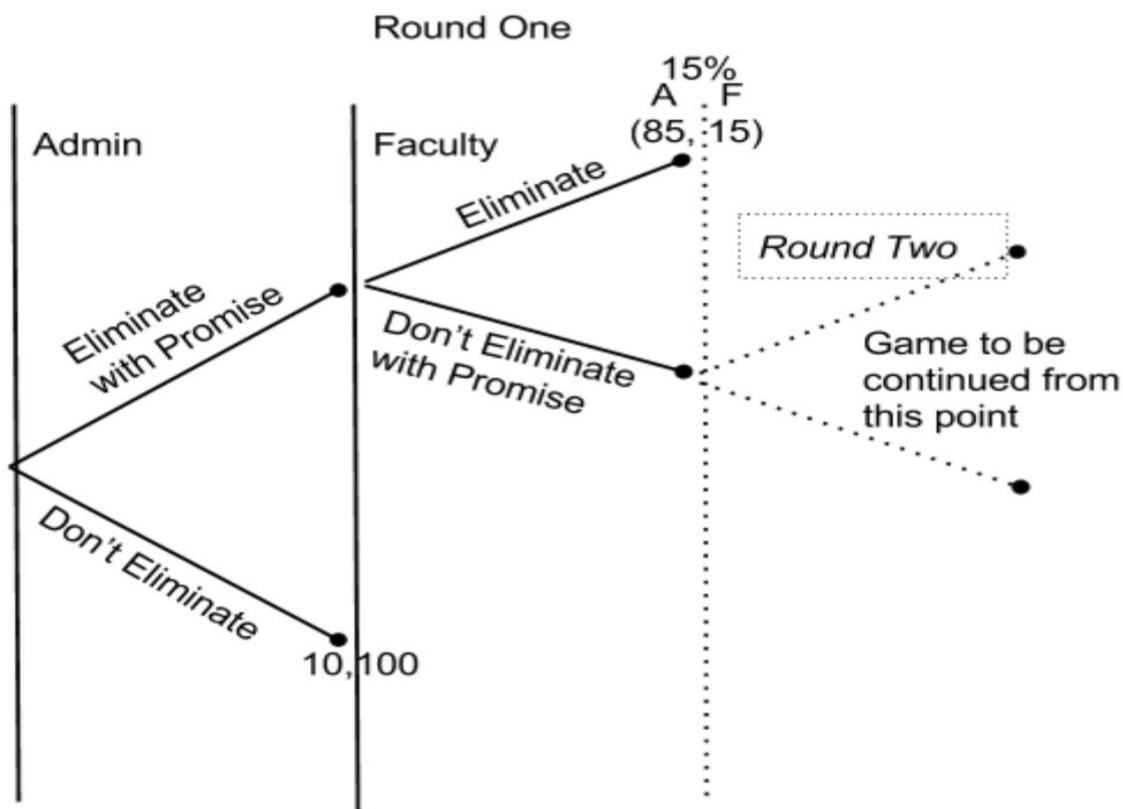 Round One
15%
A F
(85, 15)
Admin
Faculty
Eliminate
Round Two
Eliminate
with Promise
Don't Eliminate
with Promise
Game to be
continued from
this point
Don't Eliminate
10,100